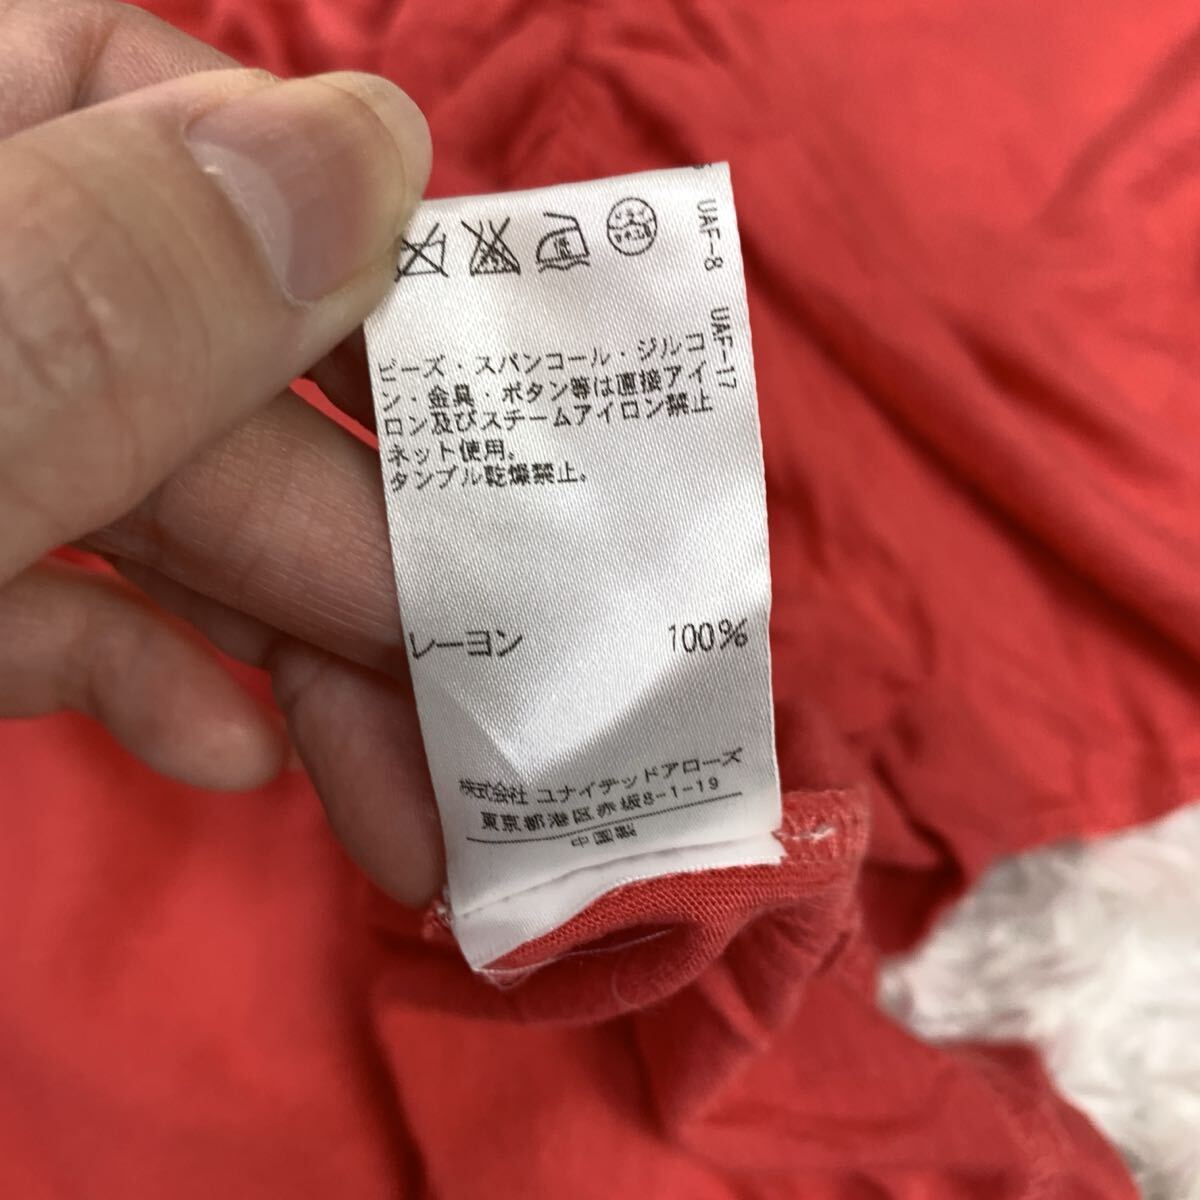 UAF-8
UAF-17
ビーズ・スパンコール・ジルコ
ン・金具・ボタン等は直接アイ
ロン及びスチームアイロン禁止
ネット使用。
タンブル乾燥禁止。
レーヨン 100%
株式会社 ユナイテッドアローズ
東京都港区赤坂8-1-19
中国製